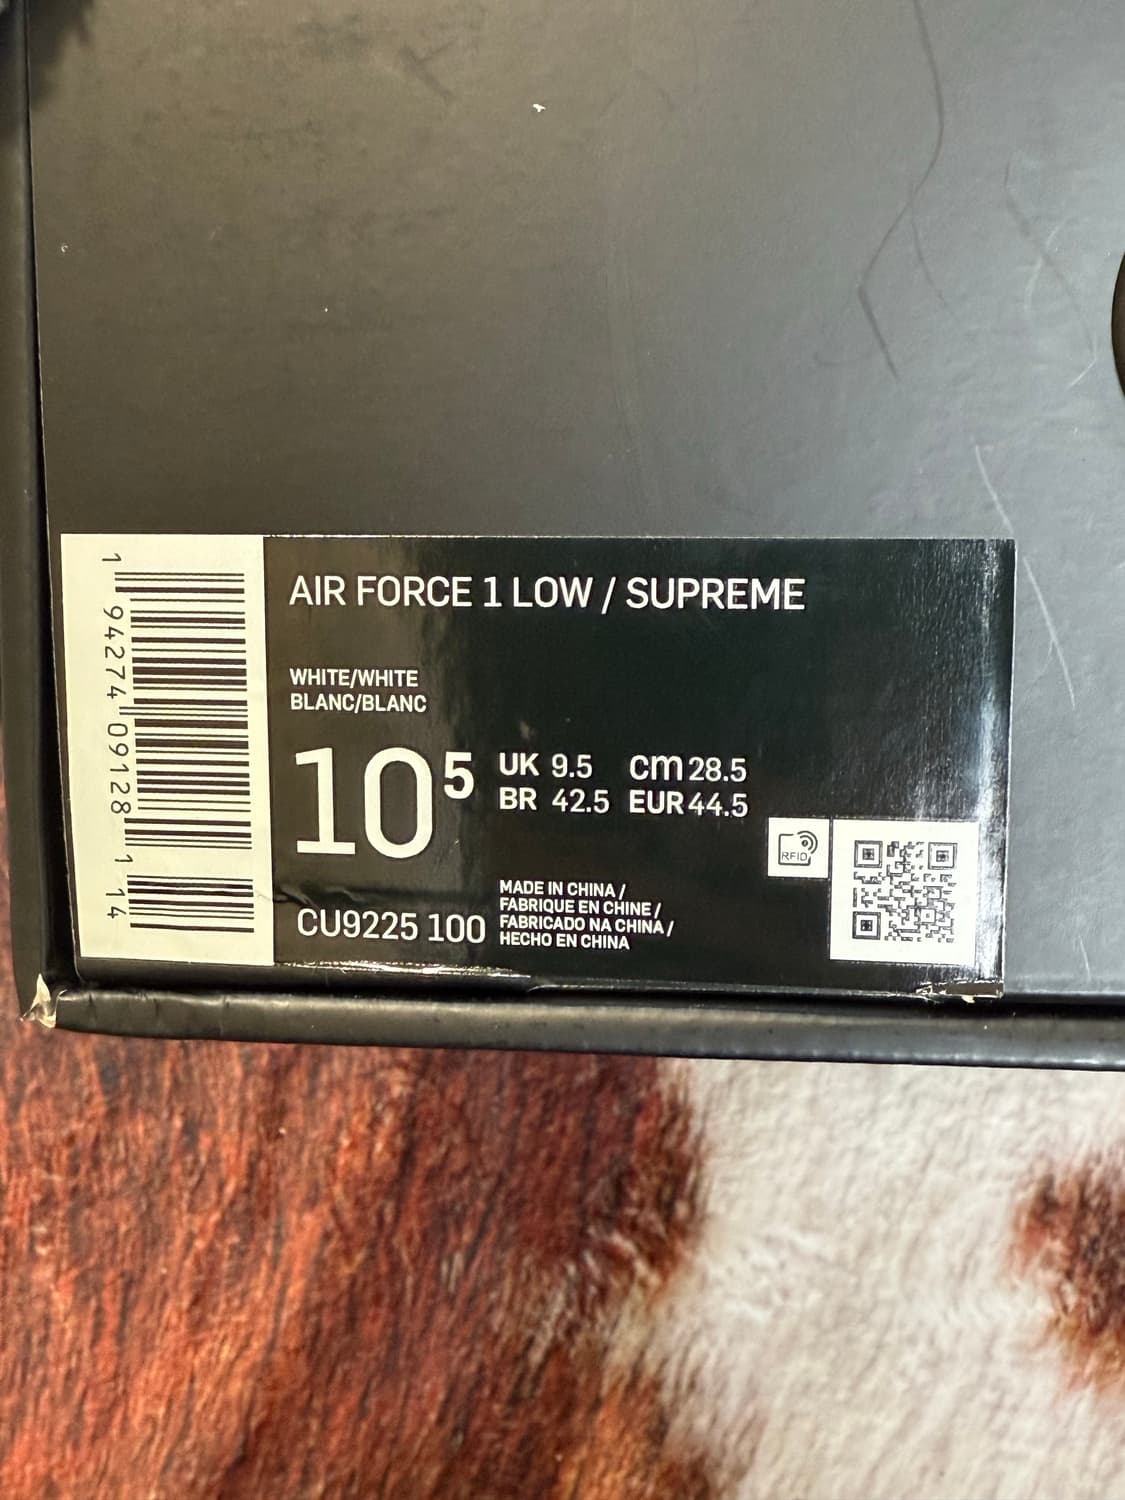 AIR FORCE 1 LOW / SUPREME
WHITE/WHITE
BLANC/BLANC
10 5
UK 9.5 cm 28.5
BR 42.5 EUR 44.5
RFID
MADE IN CHINA /
FABRIQUE EN CHINE /
FABRICADO NA CHINA /
HECHO EN CHINA
CU9225 100
1 94274 09128 1 14